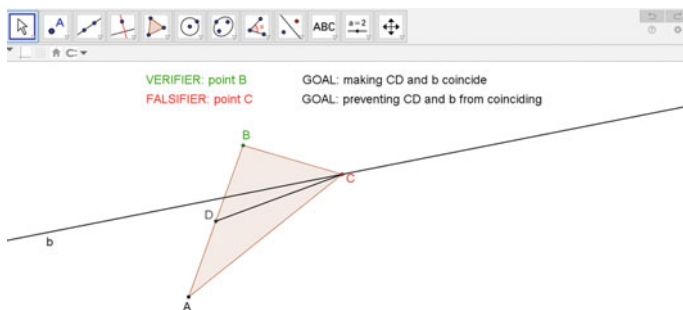 A ABC a=2
VERIFIER: point B GOAL: making CD and b coincide
FALSIFIER: point C GOAL: preventing CD and b from coinciding
B
C
D
b
A